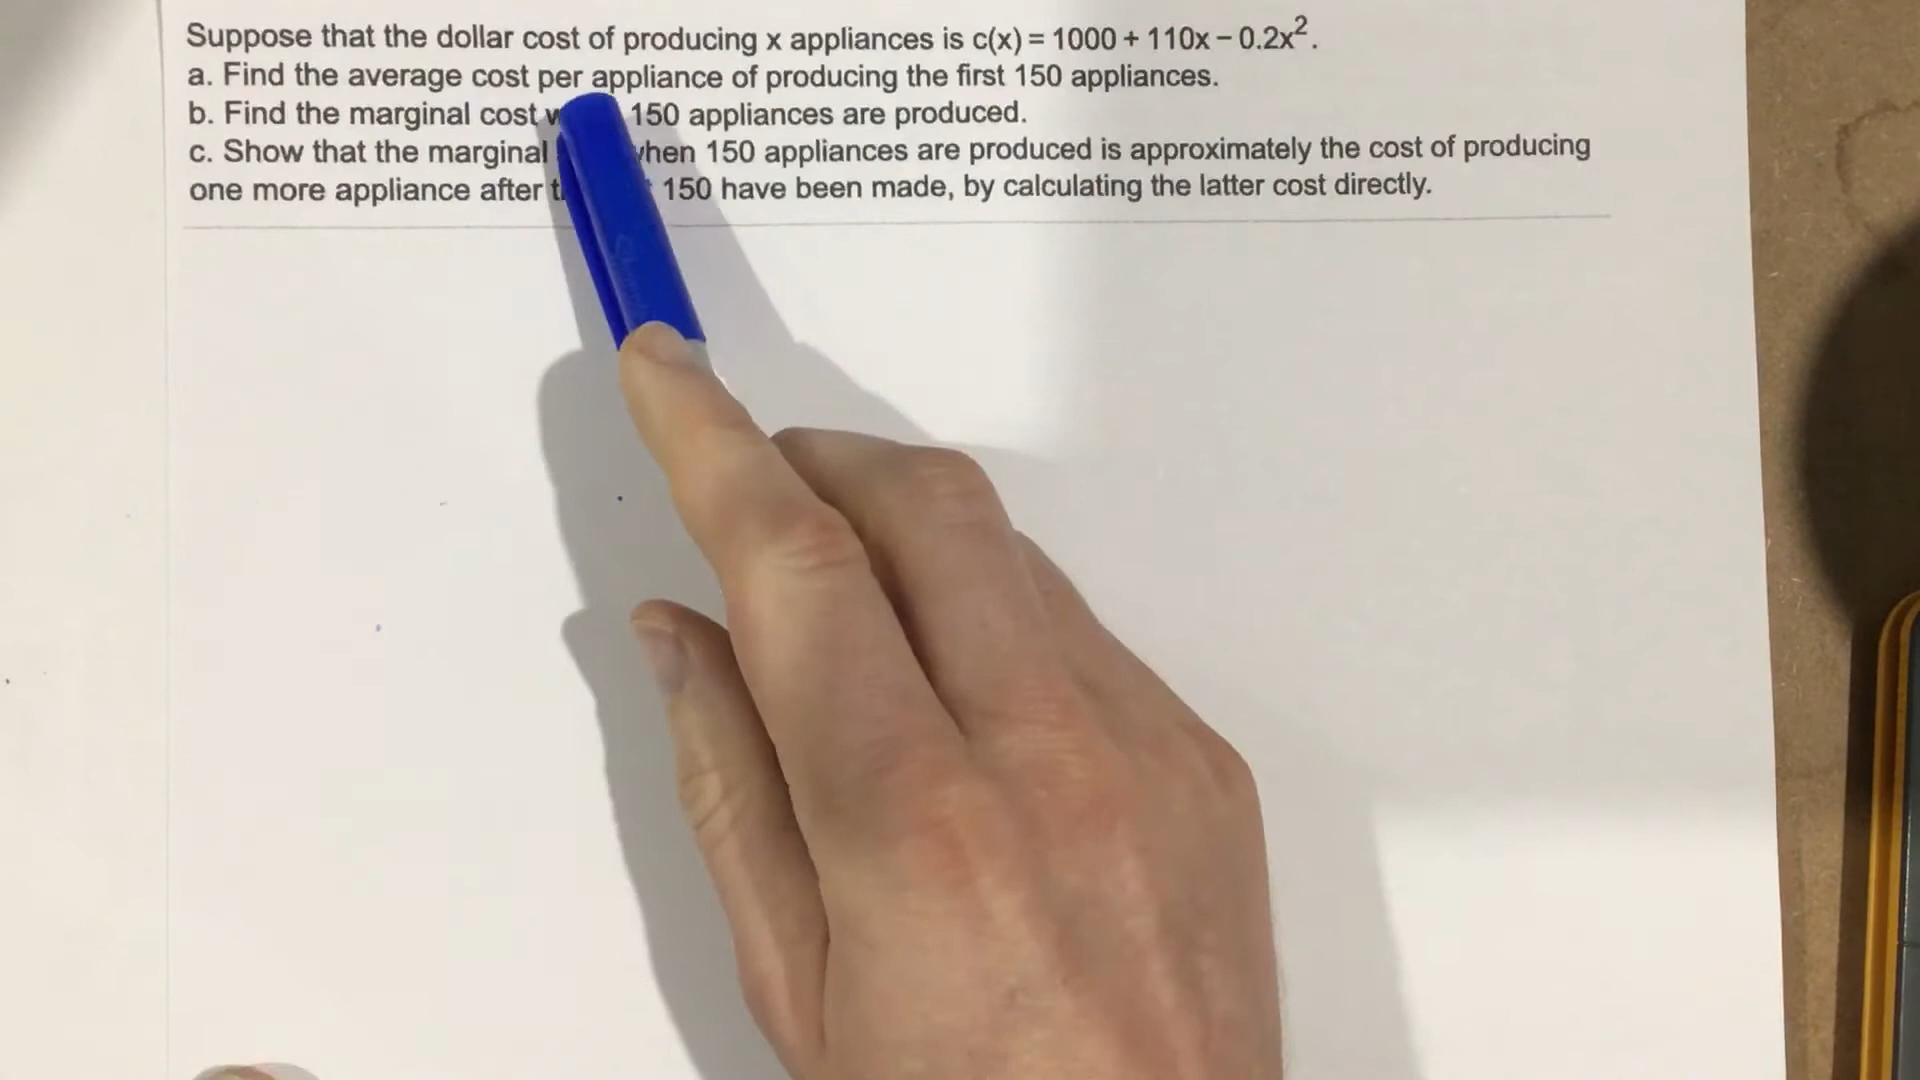 Suppose that the dollar cost of producing x appliances is c(x) = 1000 + 110x − 0.2x².
a. Find the average cost per appliance of producing the first 150 appliances.
b. Find the marginal cost 150 appliances are produced.
c. Show that the marginal when 150 appliances are produced is approximately the cost of producing
one more appliance after 150 have been made, by calculating the latter cost directly.